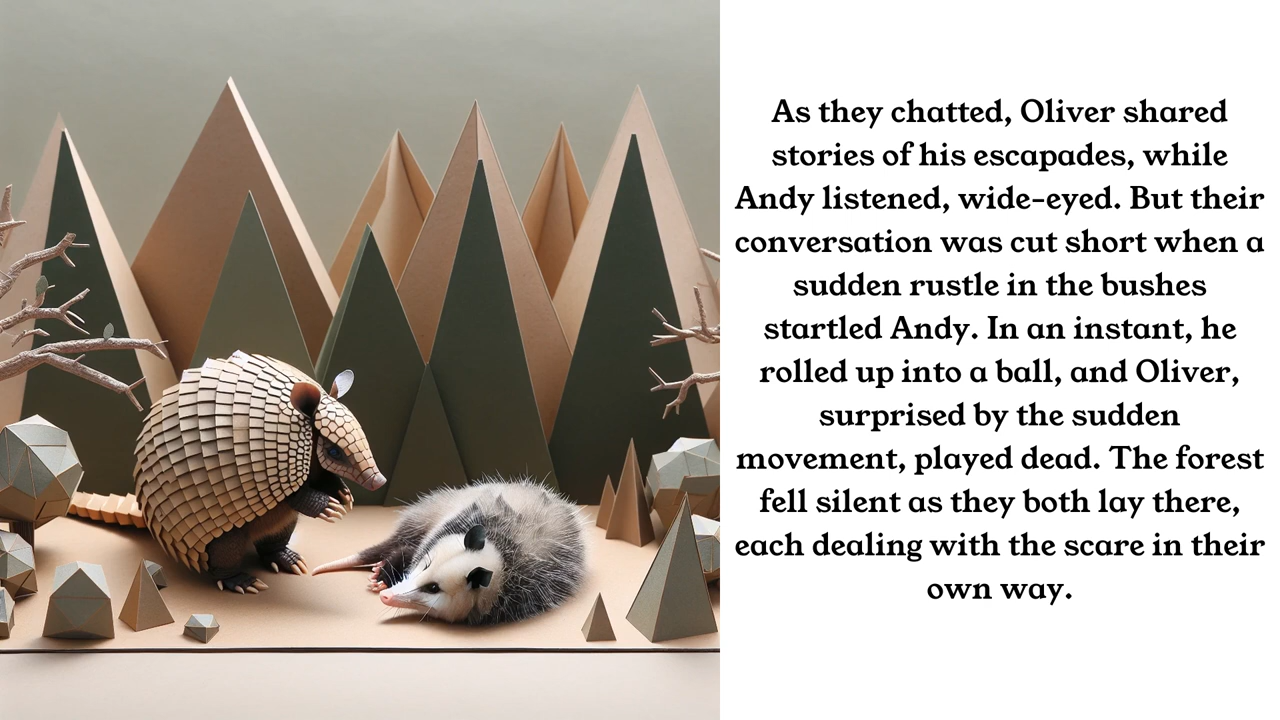 As they chatted, Oliver shared
stories of his escapades, while
Andy listened, wide-eyed. But their
conversation was cut short when a
sudden rustle in the bushes
startled Andy. In an instant, he
rolled up into a ball, and Oliver,
surprised by the sudden
movement, played dead. The forest
fell silent as they both lay there,
each dealing with the scare in their
own way.